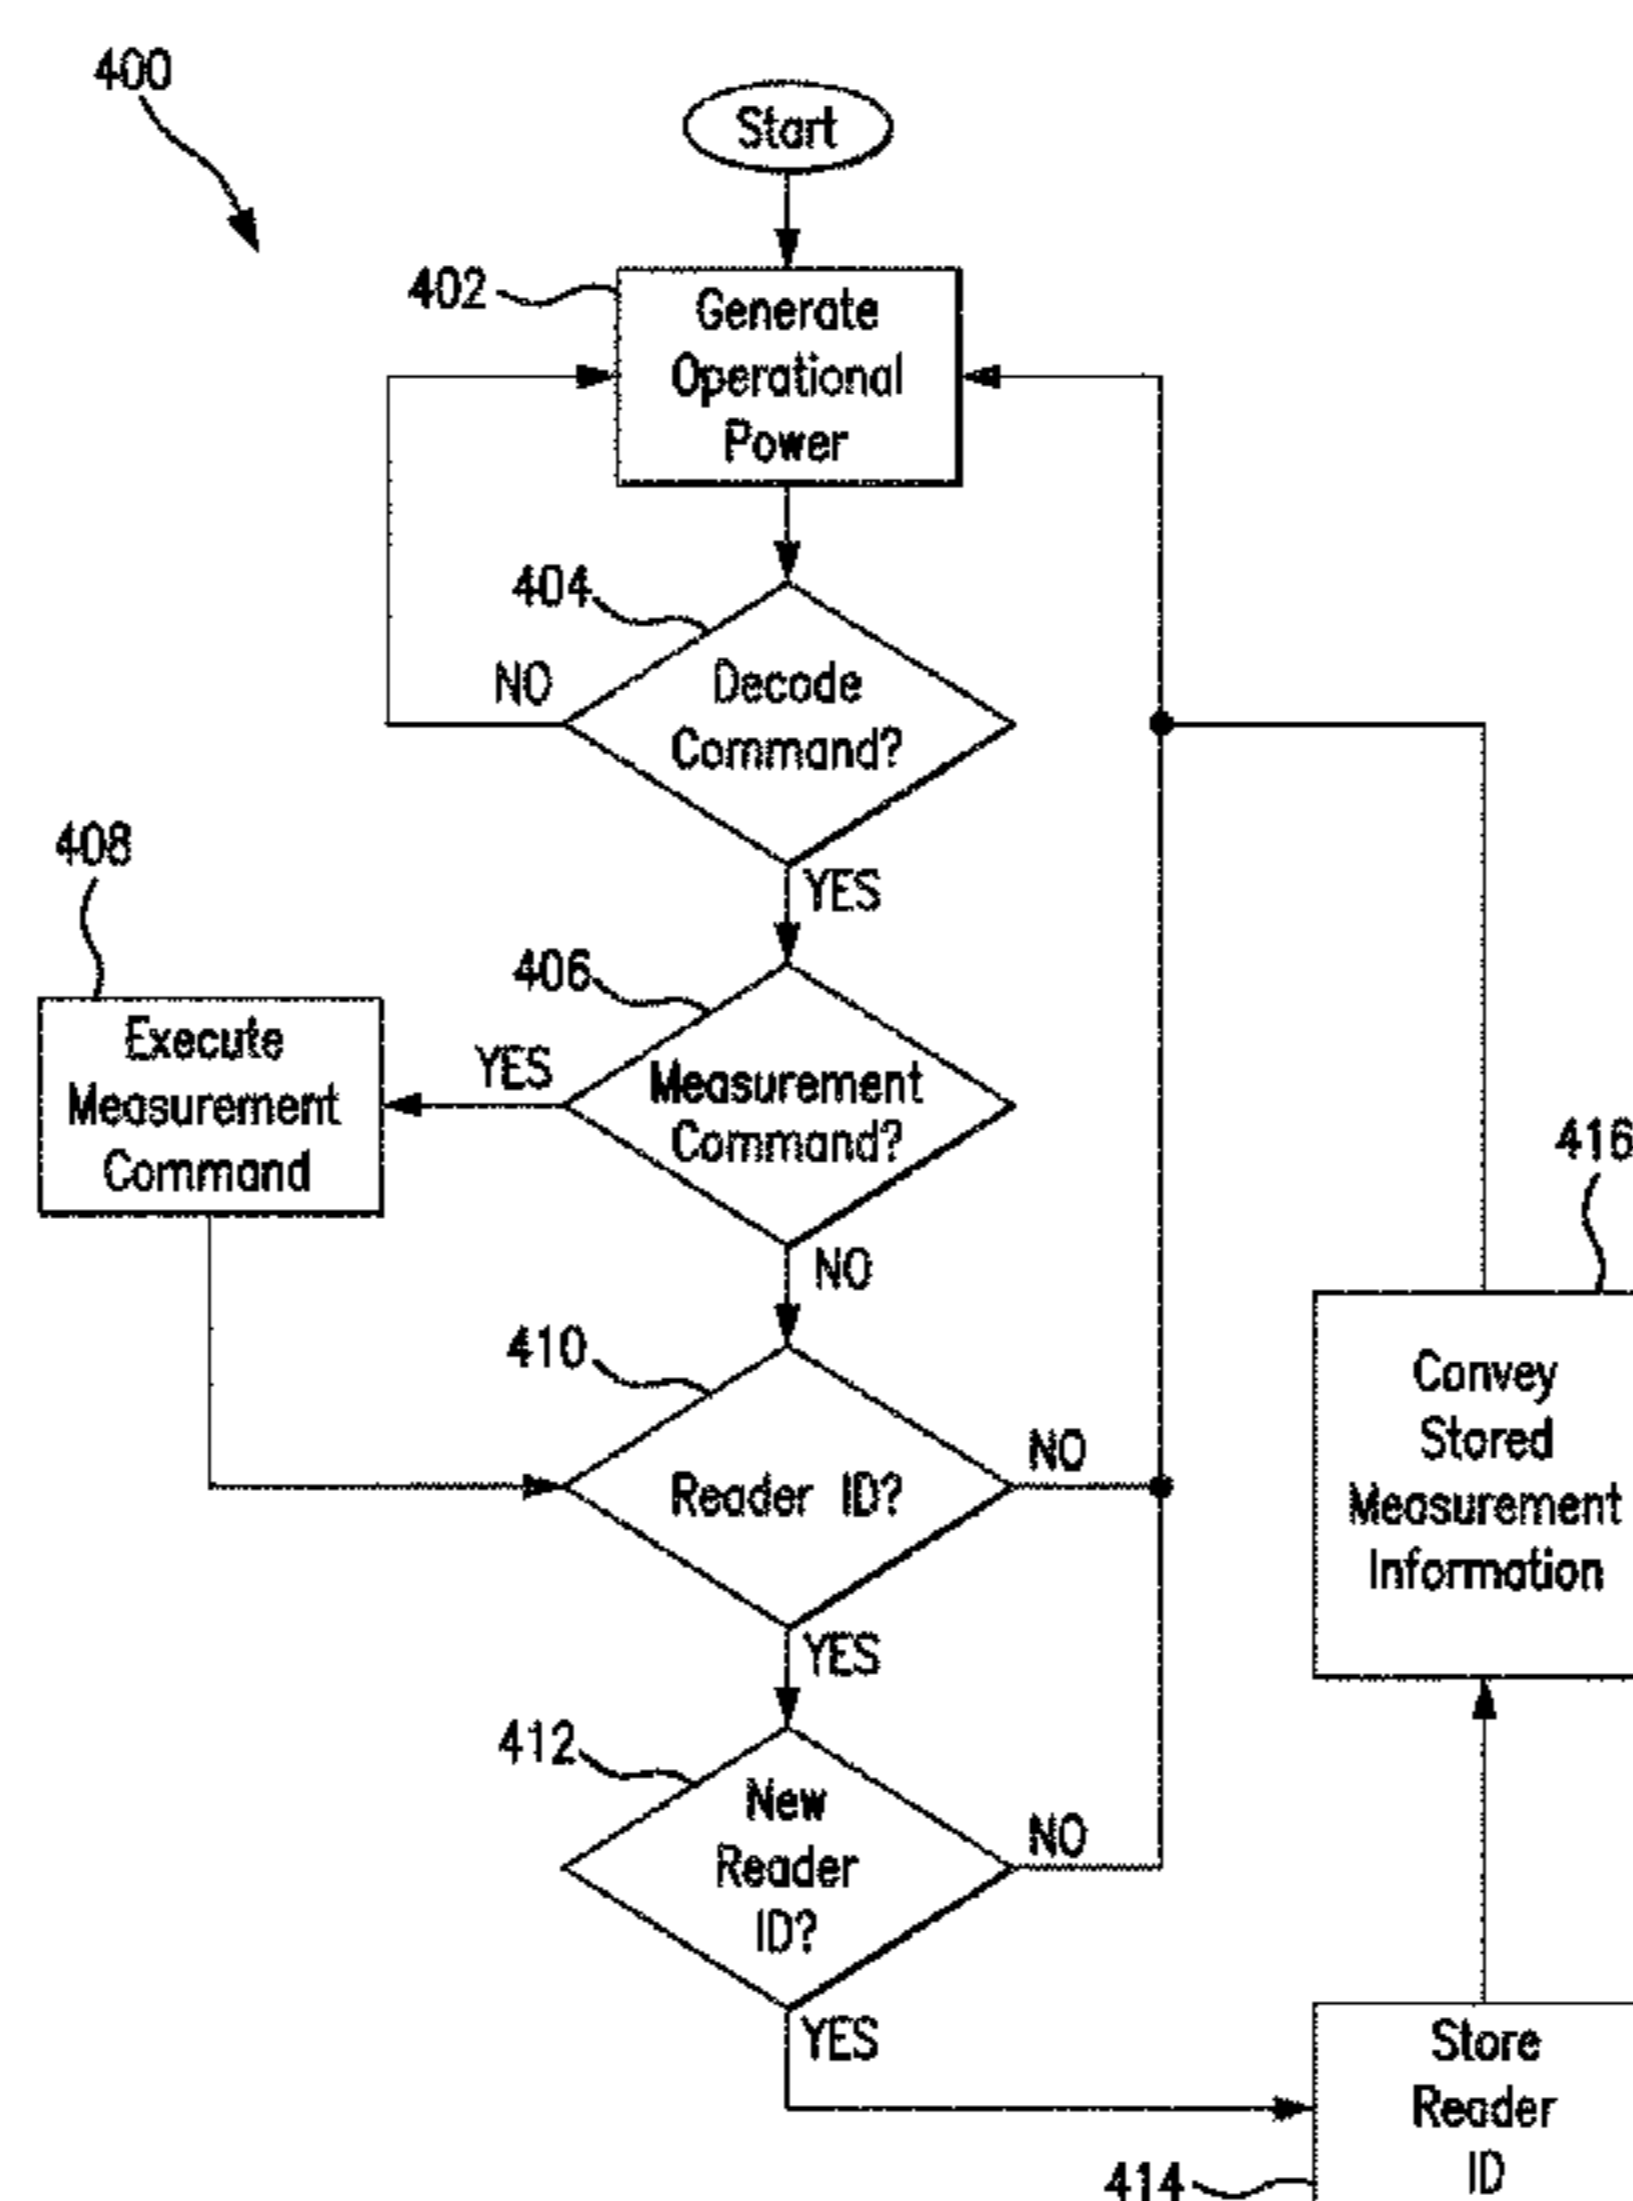 400
Start
402
Generate
Operational
Power
404
NO
Decode
Command?
YES
408
Execute
Measurement
Command
406
YES
Measurement
Command?
NO
410
Reader ID?
NO
YES
412
New
Reader
ID?
NO
YES
416
Convey
Stored
Measurement
Information
Store
Reader
ID
414